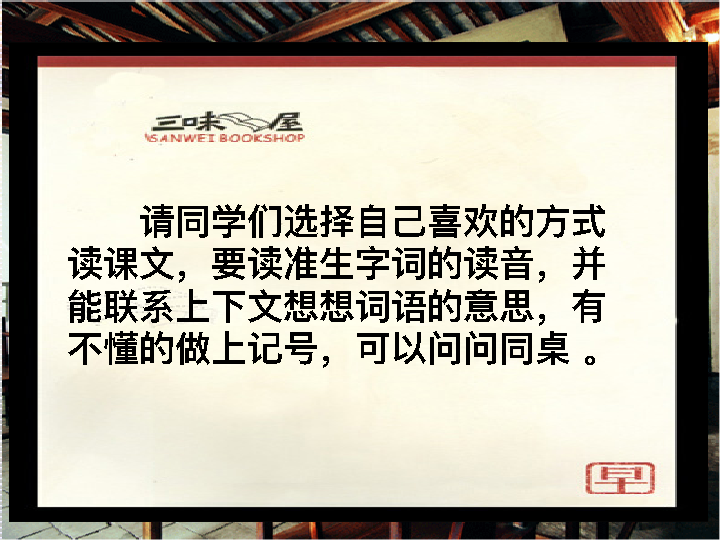 三味屋
SANWEI BOOKSHOP
请同学们选择自己喜欢的方式
读课文，要读准生字词的读音，并
能联系上下文想想词语的意思，有
不懂的做上记号，可以问问同桌 。
早